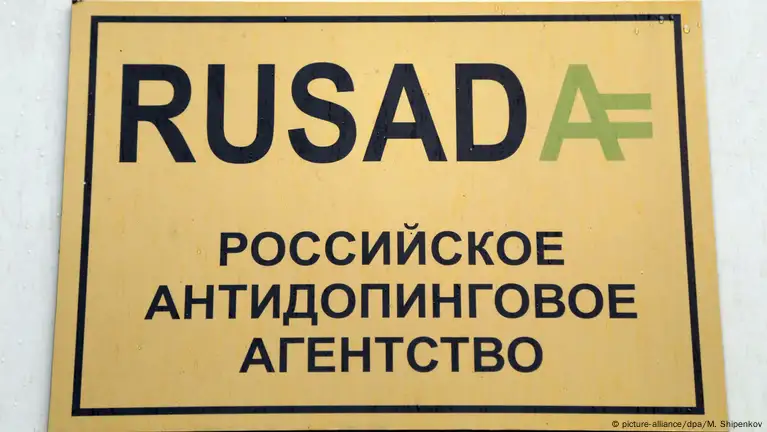 RUSADA
РОССИЙСКОЕ
АНТИДОПИНГОВОЕ
АГЕНТСТВО
© picture-alliance/dpa/M. Shipenkov